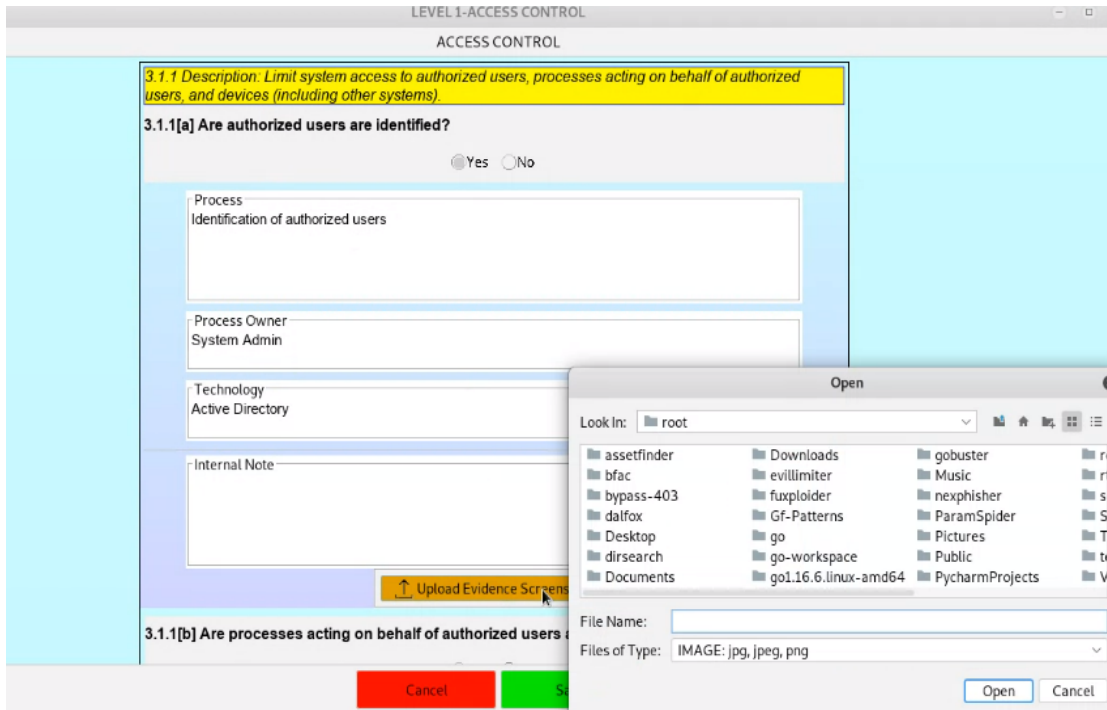 LEVEL 1-ACCESS CONTROL
ACCESS CONTROL
3.1.1 Description: Limit system access to authorized users, processes acting on behalf of authorized
users, and devices (including other systems).
3.1.1[a] Are authorized users are identified?
Yes No
Process
Identification of authorized users
Process Owner
System Admin
Technology
Active Directory
Internal Note
Upload Evidence
3.1.1[b] Are processes acting on behalf of authorized users
Cancel
Open
Look In: root
assetfinder Downloads gobuster
bfac evillimiter Music
bypass-403 fuxploider nexphisher
dalfox Gf-Patterns ParamSpider
Desktop go Pictures
dirsearch go-workspace Public
Documents go1.16.6.linux-amd64 PycharmProjects
File Name:
Files of Type: IMAGE: jpg, jpeg, png
Open Cancel